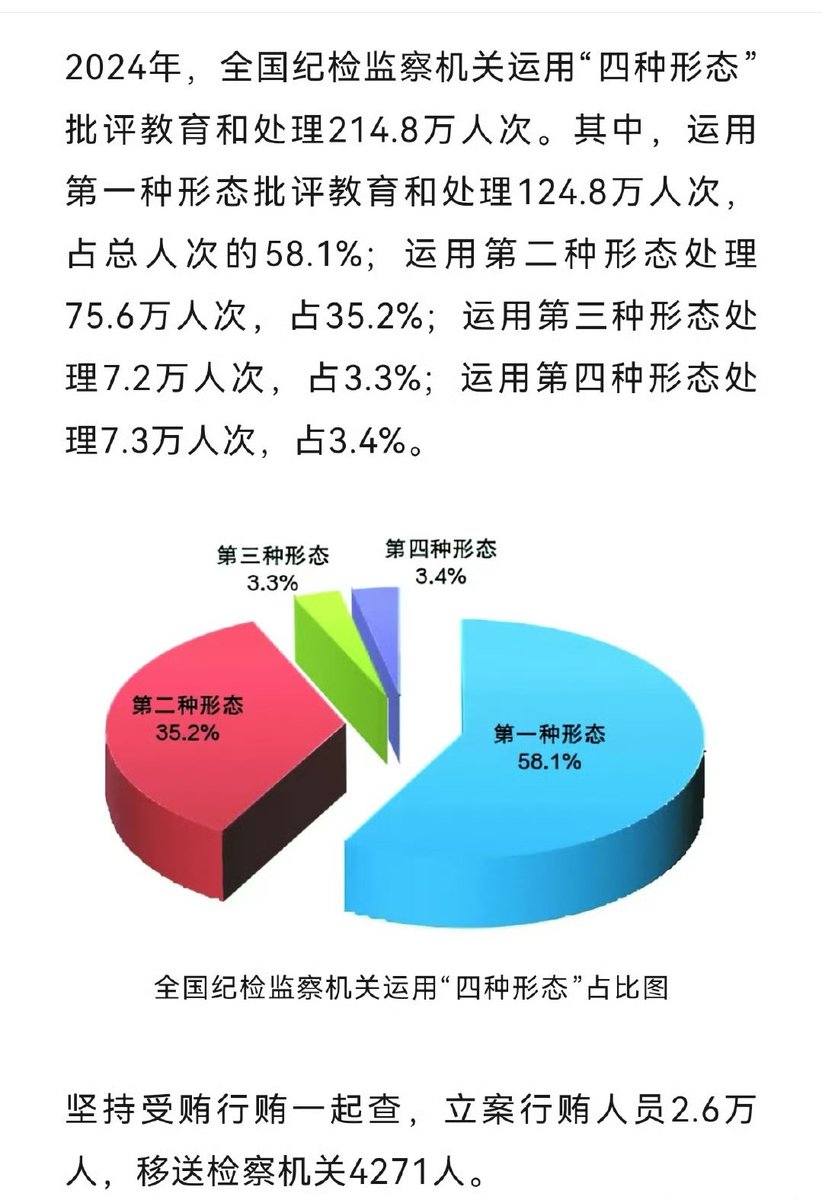 2024年，全国纪检监察机关运用“四种形态”
批评教育和处理214.8万人次。其中，运用
第一种形态批评教育和处理124.8万人次，
占总人次的58.1%；运用第二种形态处理
75.6万人次，占35.2%；运用第三种形态处
理7.2万人次，占3.3%；运用第四种形态处
理7.3万人次，占3.4%。
第三种形态
3.3%
第四种形态
3.4%
第二种形态
35.2%
第一种形态
58.1%
全国纪检监察机关运用“四种形态”占比图
坚持受贿行贿一起查，立案行贿人员2.6万
人，移送检察机关4271人。